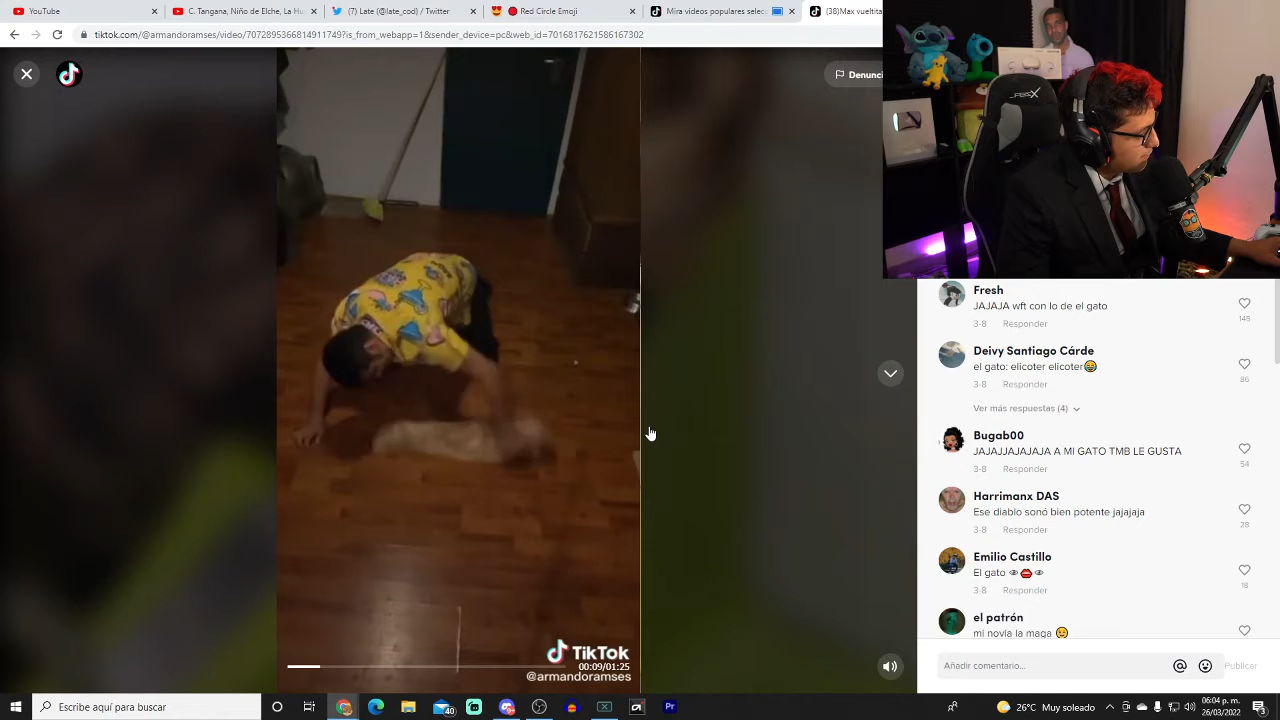 YouTube
C. Tangana, Niño de Elche, La Hu
(7) Late (@late_cod) / Twitter
Red Circle Emoji
Mira videos populares selec
(38)Max vueltita
tiktok.com/@armandoramses/video/7072895366814911749?is_from_webapp=1&sender_device=pc&web_id=7016817621586167302
Denunci
Fresh
JAJAJA wft con lo de el gato
3-8 Responder
145
Deivy Santiago Cárde
el gato: elicoter elicoter🤑
3-8 Responder
86
Ver más respuestas (4)
Bugab00
JAJAJJAJAJAJA A MI GATO TMB LE GUSTA
3-8 Responder
54
Harrimanx DAS
Ese diablo sonó bien potente jajajaja
3-8 Responder
28
Emilio Castillo
El gato 👁👄👁
3-8 Responder
18
el patrón
mi novia la maga 😉
TikTok
00:09/01:25
@armandoramses
Añadir comentario...
Publicar
Escribe aquí para buscar
40
Pr
26°C Muy soleado
06:04 p. m.
26/03/2022